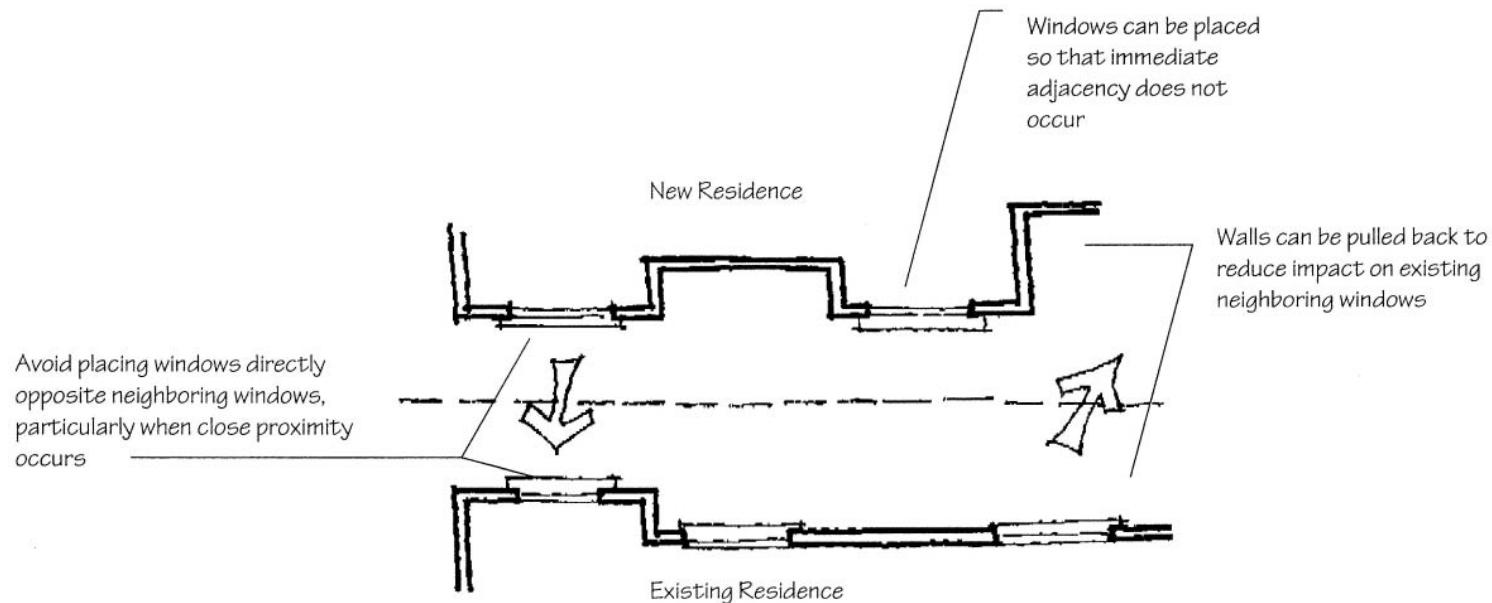 Windows can be placed
so that immediate
adjacency does not
occur
New Residence
Walls can be pulled back to
reduce impact on existing
neighboring windows
Avoid placing windows directly
opposite neighboring windows,
particularly when close proximity
occurs
Existing Residence